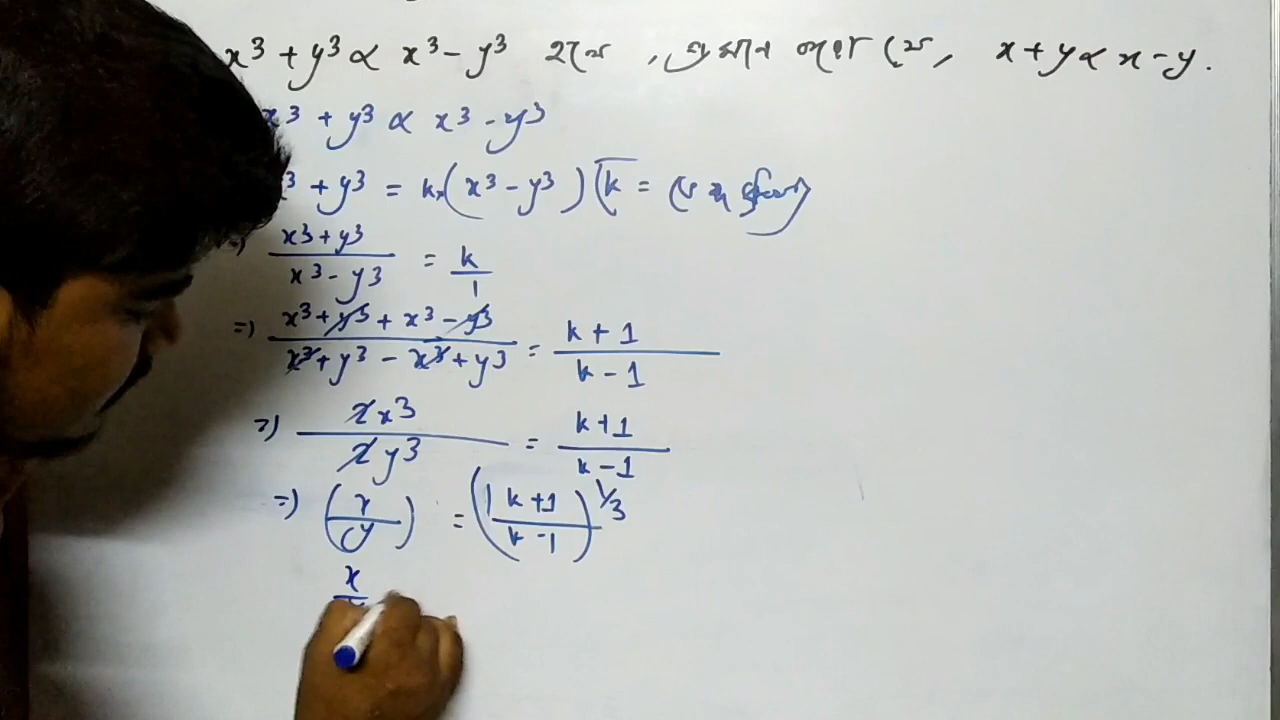 x³ + y³ ∝ x³ - y³ হলে, প্রমাণ করো যে, x + y ∝ x - y.
x³ + y³ ∝ x³ - y³
x³ + y³ = k.(x³ - y³) [k =
=) (x³ + y³)/(x³ - y³) = k/1
=) (x³ + y³ + x³ - y³)/(x³ + y³ - x³ + y³) = (k + 1)/(k - 1)
=) 2x³/2y³ = (k + 1)/(k - 1)
=) (x/y) = ((k + 1)/(k - 1))^1/3
x